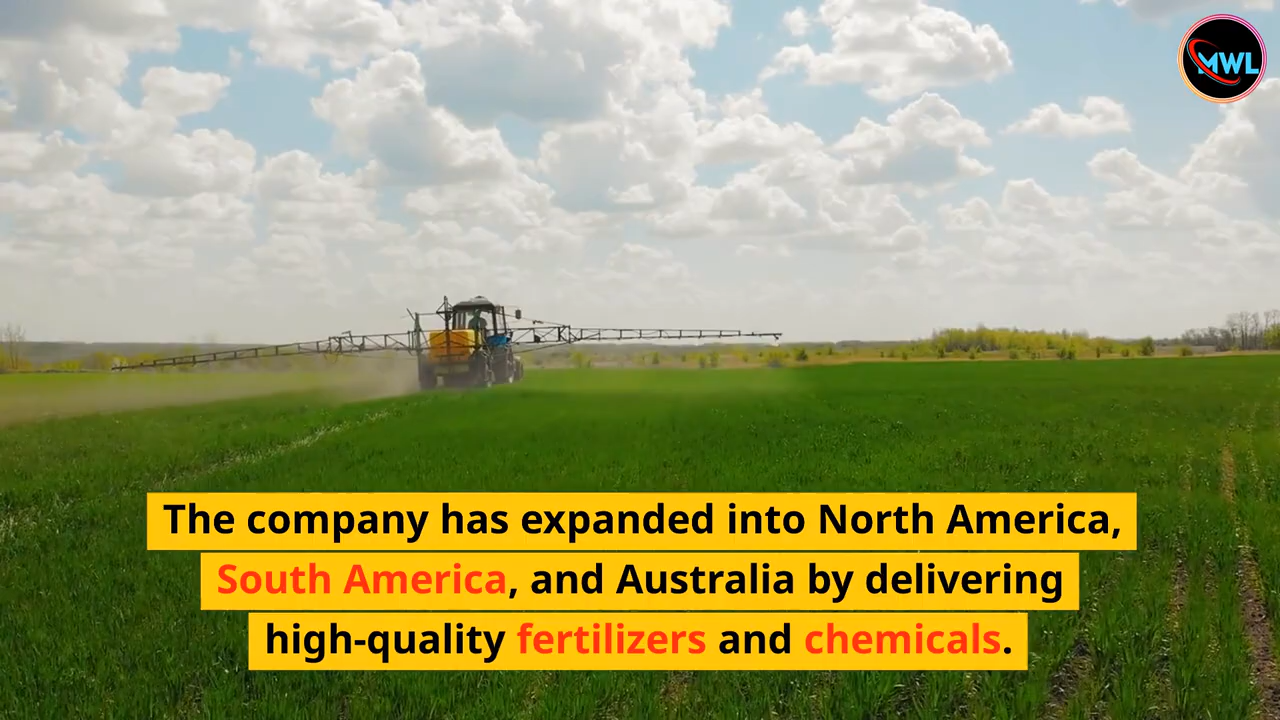 MWL
The company has expanded into North America,
South America, and Australia by delivering
high-quality fertilizers and chemicals.